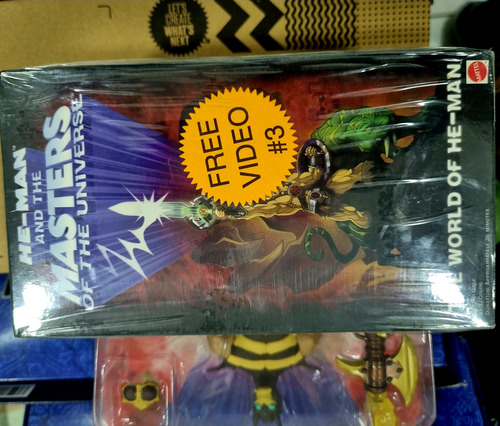 LET'S
CREATE
WHAT'S
NEXT
HE-MAN
AND THE
MASTERS
OF THE UNIVERSE
FREE
VIDEO
#3
WORLD OF HE-MAN
MATTEL